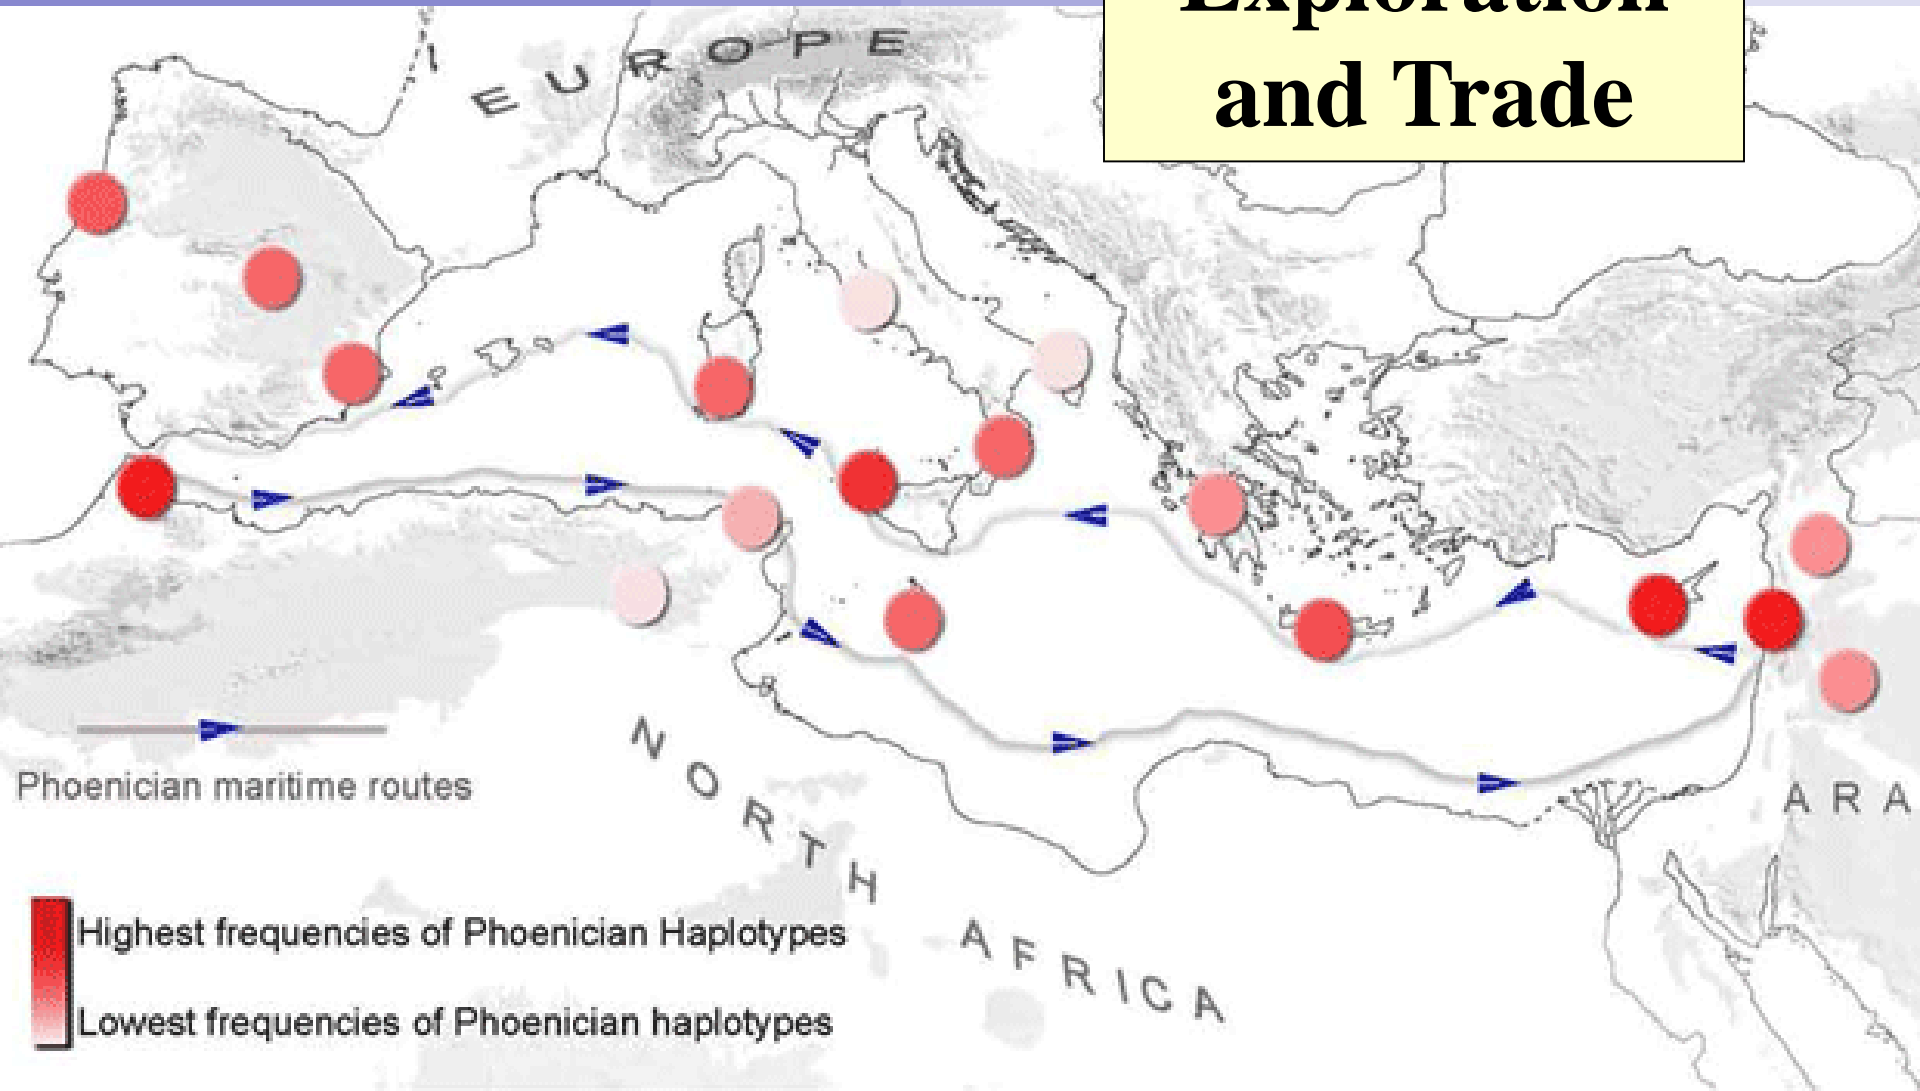 Exploration
and Trade
EUROPE
NORTH
AFRICA
ARA
Phoenician maritime routes
Highest frequencies of Phoenician Haplotypes
Lowest frequencies of Phoenician haplotypes